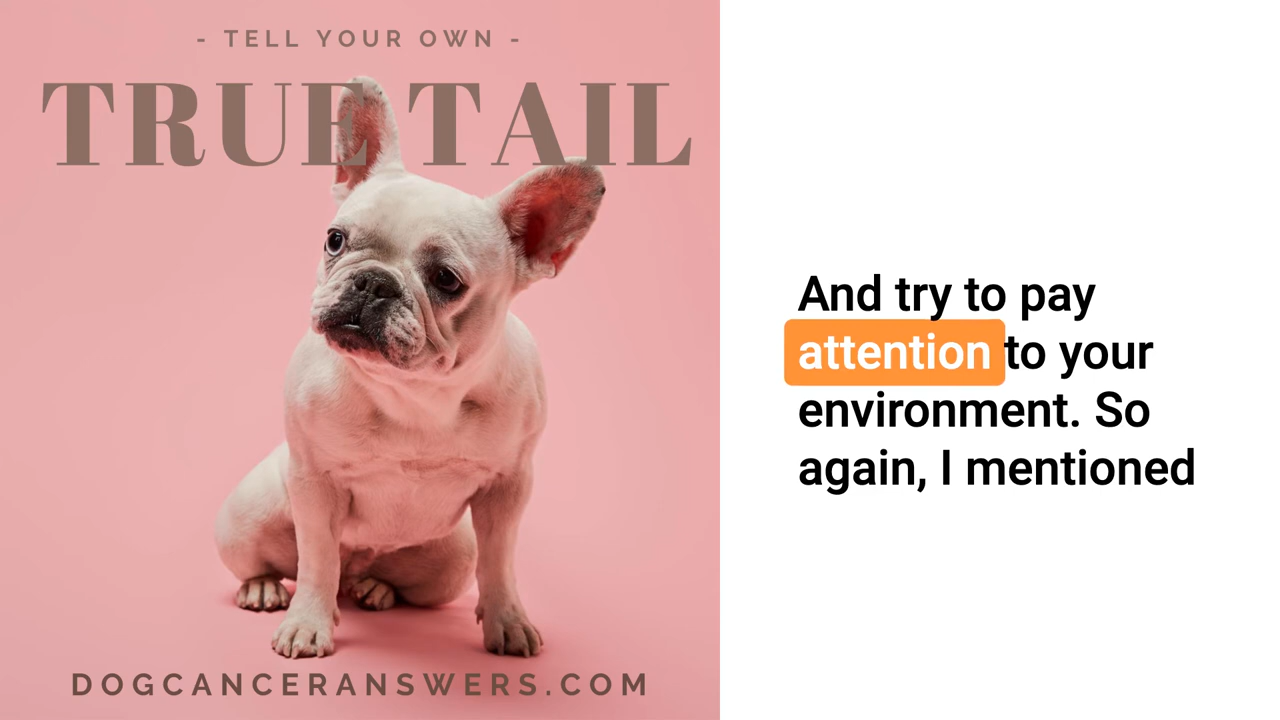 - TELL YOUR OWN -
TRUE TAIL
DOGCANCERANSWERS.COM
And try to pay
attention to your
environment. So
again, I mentioned